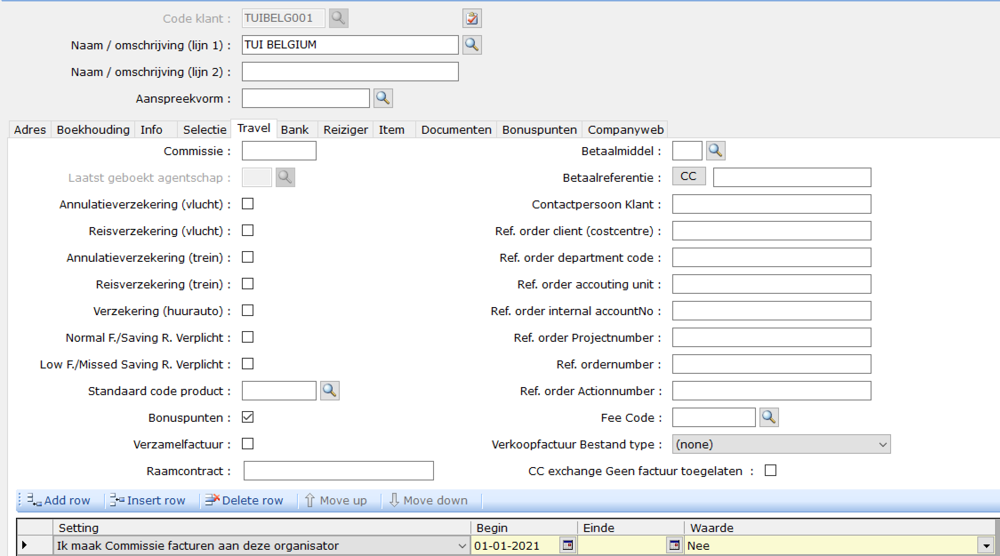 Code klant : TUIBELG001
Naam / omschrijving (lijn 1) : TUI BELGIUM
Naam / omschrijving (lijn 2) :
Aanspreekvorm :
Adres Boekhouding Info Selectie Travel Bank Reiziger Item Documenten Bonuspunten Companyweb
Commissie : Betaalmiddel :
Laatst geboekt agentschap : Betaalreferentie : CC
Annulatieverzekering (vlucht) : Contactpersoon Klant :
Reisverzekering (vlucht) : Ref. order client (costcentre) :
Annulatieverzekering (trein) : Ref. order department code :
Reisverzekering (trein) : Ref. order accouting unit :
Verzekering (huurauto) : Ref. order internal accountNo :
Normal F./Saving R. Verplicht : Ref. order Projectnumber :
Low F./Missed Saving R. Verplicht : Ref. ordernumber :
Standaard code product : Ref. order Actionnumber :
Bonuspunten : Fee Code :
Verzamelfactuur : Verkoopfactuur Bestand type : (none)
Raamcontract : CC exchange Geen factuur toegelaten :
Add row Insert row Delete row Move up Move down
Setting Begin Einde Waarde
Ik maak Commissie facturen aan deze organisator 01-01-2021 Nee